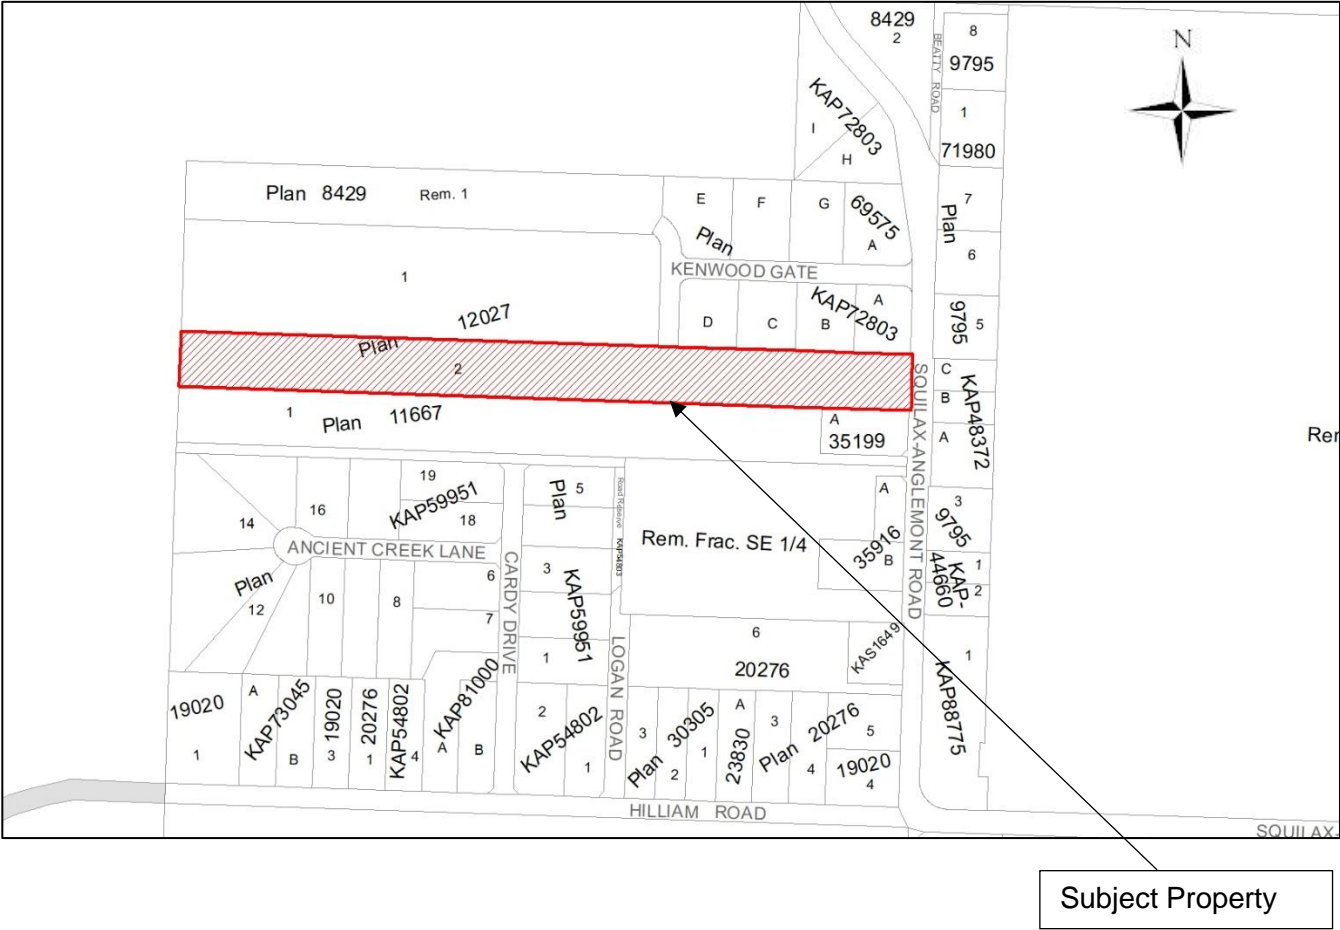 8429
2
BEATTY ROAD
8
9795
N
KAP72803
I
H
1
71980
Plan 8429 Rem. 1
E
F
G
69575
A
Plan
7
Plan
6
KENWOOD GATE
1
12027
D
C
B
A
KAP72803
9795
5
Plan
2
SQUILAX-ANGLEMONT ROAD
C
B
A
KAP48372
1
Plan 11667
A
35199
Rer
19
KAP59951
18
16
14
ANCIENT CREEK LANE
Plan
12
10
8
6
7
CARDY DRIVE
Plan
5
3
KAP59951
1
Road Reserve KAP54803
Rem. Frac. SE 1/4
A
35916
B
3
9795
1
KAP-
44660
2
6
20276
KAS1649
1
KAP88775
LOGAN ROAD
19020
1
A
KAP73045
B
19020
3
20276
1
KAP54802
4
KAP81000
A
B
2
KAP54802
1
3
Plan 30305
2
1
A
23830
3
Plan 20276
4
5
19020
4
HILLIAM ROAD
SQUILAX-
Subject Property